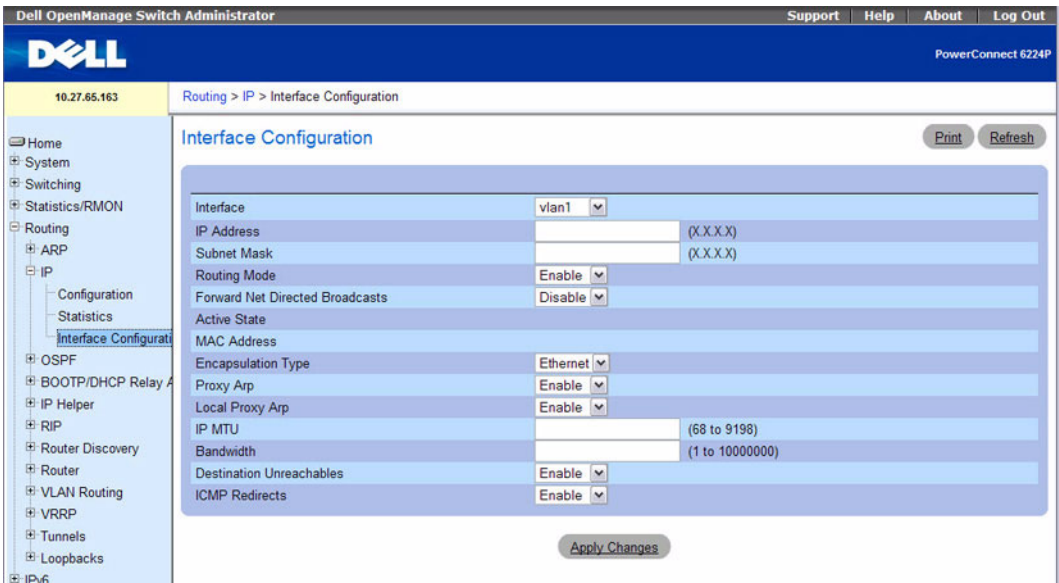 Dell OpenManage Switch Administrator
Support Help About Log Out
DELL
PowerConnect 6224P
10.27.65.163
Routing > IP > Interface Configuration
Home
System
Switching
Statistics/RMON
Routing
ARP
IP
Configuration
Statistics
Interface Configurati
OSPF
BOOTP/DHCP Relay A
IP Helper
RIP
Router Discovery
Router
VLAN Routing
VRRP
Tunnels
Loopbacks
IPv6
Interface Configuration
Print Refresh
Interface vlan1
IP Address (X.X.X.X)
Subnet Mask (X.X.X.X)
Routing Mode Enable
Forward Net Directed Broadcasts Disable
Active State
MAC Address
Encapsulation Type Ethernet
Proxy Arp Enable
Local Proxy Arp Enable
IP MTU (68 to 9198)
Bandwidth (1 to 10000000)
Destination Unreachables Enable
ICMP Redirects Enable
Apply Changes